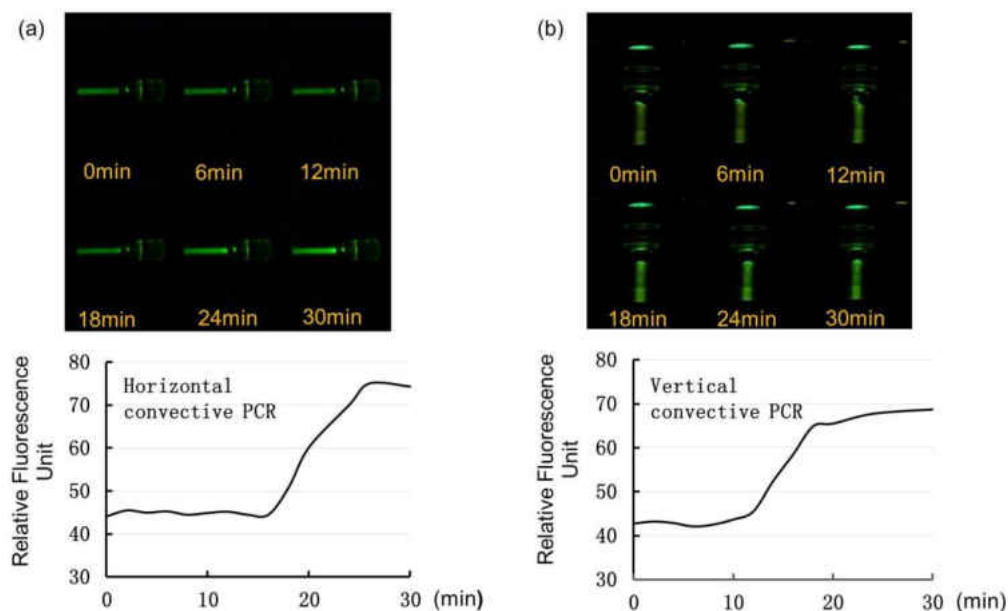 (a)
0min 6min 12min
18min 24min 30min
80
70
60
50
40
30
Relative Fluorescence
Unit
Horizontal
convective PCR
0 10 20 30 (min)
(b)
0min 6min 12min
18min 24min 30min
80
70
60
50
40
30
Relative Fluorescence
Unit
Vertical
convective PCR
0 10 20 30 (min)